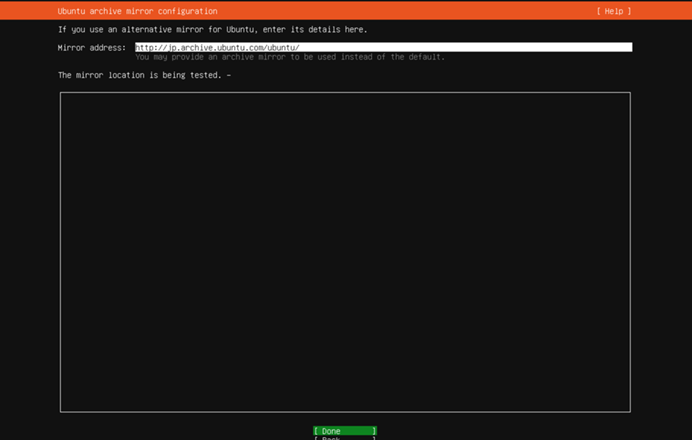 Ubuntu archive mirror configuration [ Help ]
If you use an alternative mirror for Ubuntu, enter its details here.
Mirror address: http://jp.archive.ubuntu.com/ubuntu/
You may provide an archive mirror to be used instead of the default.
The mirror location is being tested. -
[ Done ]
[ Back ]